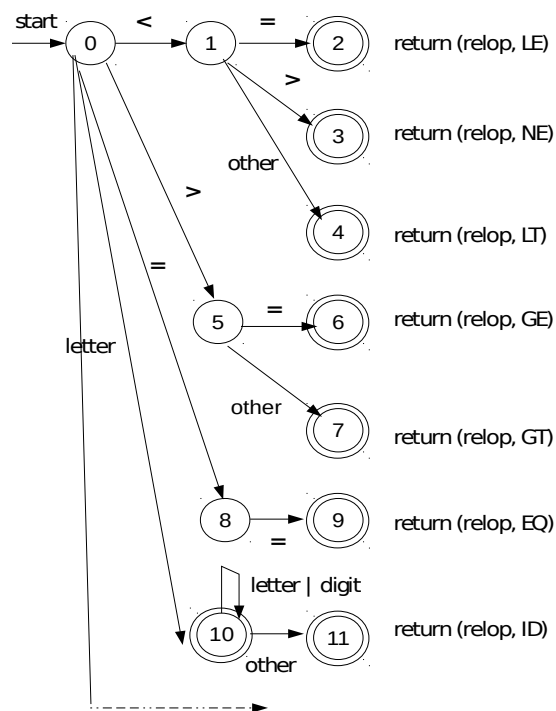 start
0 < 1 = 2 return (relop, LE)
>
3 return (relop, NE)
other
>
4 return (relop, LT)
=
5 = 6 return (relop, GE)
letter
other
7 return (relop, GT)
8 9 return (relop, EQ)
=
letter | digit
10 11 return (relop, ID)
other